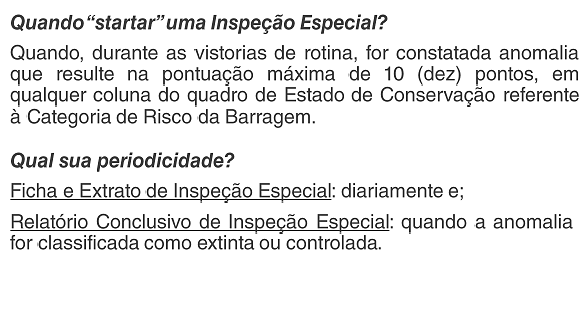 Quando “startar” uma Inspeção Especial?
Quando, durante as vistorias de rotina, for constatada anomalia
que resulte na pontuação máxima de 10 (dez) pontos, em
qualquer coluna do quadro de Estado de Conservação referente
à Categoria de Risco da Barragem.
Qual sua periodicidade?
Ficha e Extrato de Inspeção Especial: diariamente e;
Relatório Conclusivo de Inspeção Especial: quando a anomalia
for classificada como extinta ou controlada.